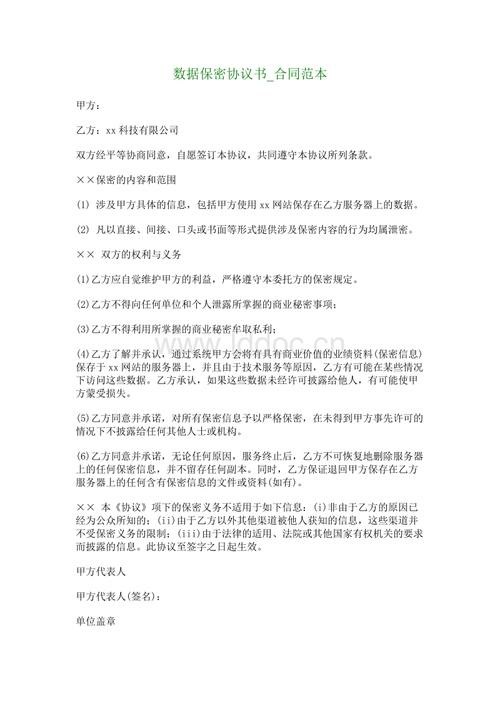 数据保密协议书_合同范本
甲方：
乙方：xx 科技有限公司
双方经平等协商同意，自愿签订本协议，共同遵守本协议所列条款。
××保密的内容和范围
(1) 涉及甲方具体的信息，包括甲方使用 xx 网站保存在乙方服务器上的数据。
(2) 凡以直接、间接、口头或书面等形式提供涉及保密内容的行为均属泄密。
×× 双方的权利与义务
(1)乙方应自觉维护甲方的利益，严格遵守本委托方的保密规定。
(2)乙方不得向任何单位和个人泄露所掌握的商业秘密事项；
(3)乙方不得利用所掌握的商业秘密牟取私利；
(4)乙方了解并承认，通过系统甲方会将有具有商业价值的业绩资料(保密信息)
保存于 xx 网站的服务器上，并且由于技术服务等原因，乙方有可能在某些情况
下访问这些数据。乙方承认，如果这些数据未经许可披露给他人，有可能使甲
方蒙受损失。
(5)乙方同意并承诺，对所有保密信息予以严格保密，在未得到甲方事先许可的
情况下不披露给任何其他人士或机构。
(6)乙方同意并承诺，无论任何原因，服务终止后，乙方不可恢复地删除服务器
上的任何保密信息，并不留存任何副本。同时，乙方保证退回甲方保存在乙方
服务器上的任何含有保密信息的文件或资料(如有)。
×× 本《协议》项下的保密义务不适用于如下信息：(i)非由于乙方的原因已
经为公众所知的；(ii)由于乙方以外其他渠道被他人获知的信息，这些渠道并
不受保密义务的限制；(iii)由于法律的适用、法院或其他国家有权机关的要求
而披露的信息。此协议至签字之日起生效。
甲方代表人
甲方代表人(签名)：
单位盖章